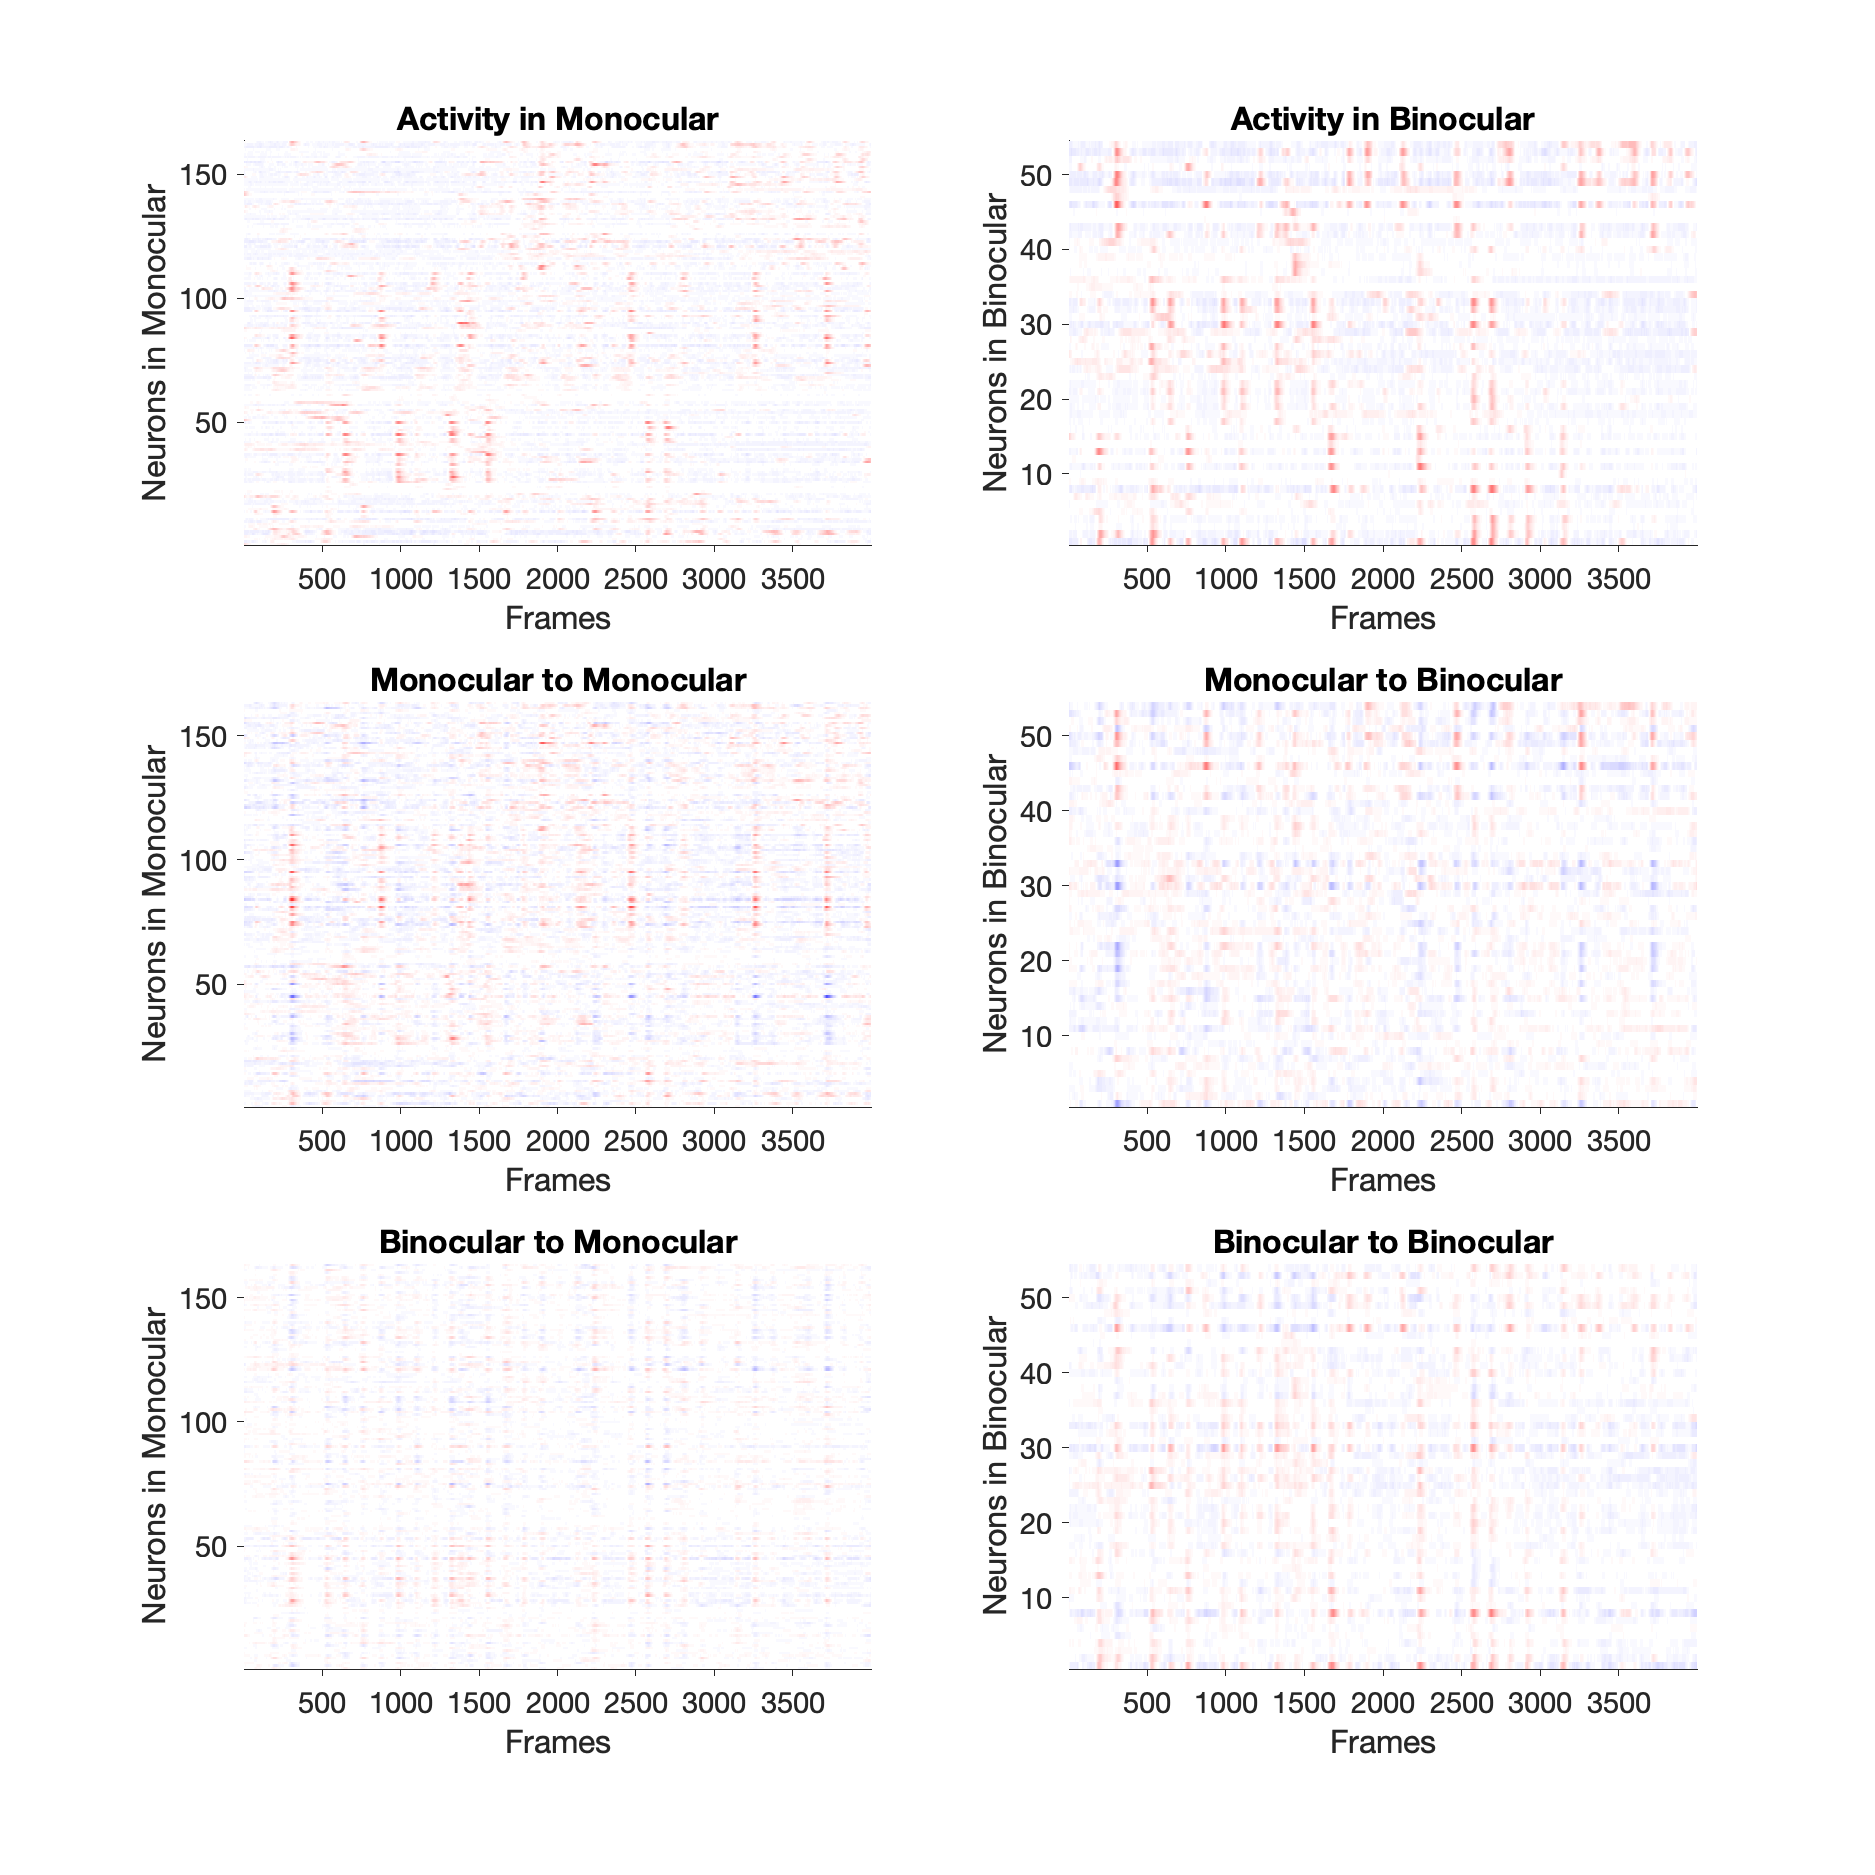 Activity in Monocular
Neurons in Monocular
150
100
50
500 1000 1500 2000 2500 3000 3500
Frames
Activity in Binocular
Neurons in Binocular
50
40
30
20
10
500 1000 1500 2000 2500 3000 3500
Frames
Monocular to Monocular
Neurons in Monocular
150
100
50
500 1000 1500 2000 2500 3000 3500
Frames
Monocular to Binocular
Neurons in Binocular
50
40
30
20
10
500 1000 1500 2000 2500 3000 3500
Frames
Binocular to Monocular
Neurons in Monocular
150
100
50
500 1000 1500 2000 2500 3000 3500
Frames
Binocular to Binocular
Neurons in Binocular
50
40
30
20
10
500 1000 1500 2000 2500 3000 3500
Frames